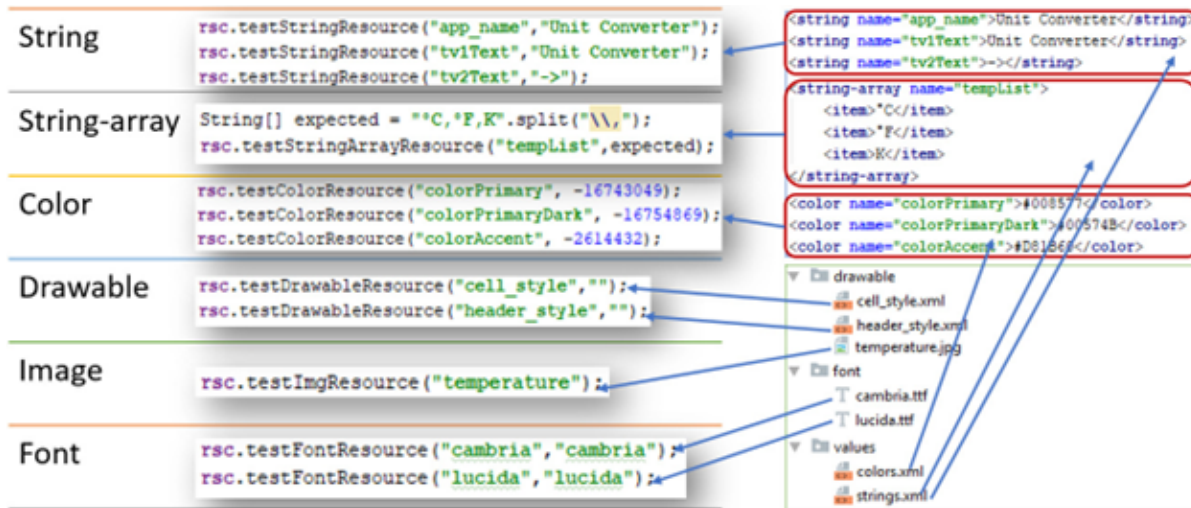 String
rsc.testStringResource("app_name","Unit Converter");
rsc.testStringResource("tv1Text","Unit Converter");
rsc.testStringResource("tv2Text","->");
String-array
String[] expected = "°C,°F,K".split("\\,");
rsc.testStringArrayResource("tempList",expected);
Color
rsc.testColorResource("colorPrimary", -16743049);
rsc.testColorResource("colorPrimaryDark", -16754869);
rsc.testColorResource("colorAccent", -2614432);
Drawable
rsc.testDrawableResource("cell_style","");
rsc.testDrawableResource("header_style","");
Image
rsc.testImgResource("temperature");
Font
rsc.testFontResource("cambria","cambria");
rsc.testFontResource("lucida","lucida");
<string name="app_name">Unit Converter</string>
<string name="tv1Text">Unit Converter</string>
<string name="tv2Text">-></string>
<string-array name="tempList">
<item>°C</item>
<item>°F</item>
<item>K</item>
</string-array>
<color name="colorPrimary">#008577</color>
<color name="colorPrimaryDark">#00574B</color>
<color name="colorAccent">#D81B60</color>
drawable
cell_style.xml
header_style.xml
temperature.jpg
font
cambria.ttf
lucida.ttf
values
colors.xml
strings.xml